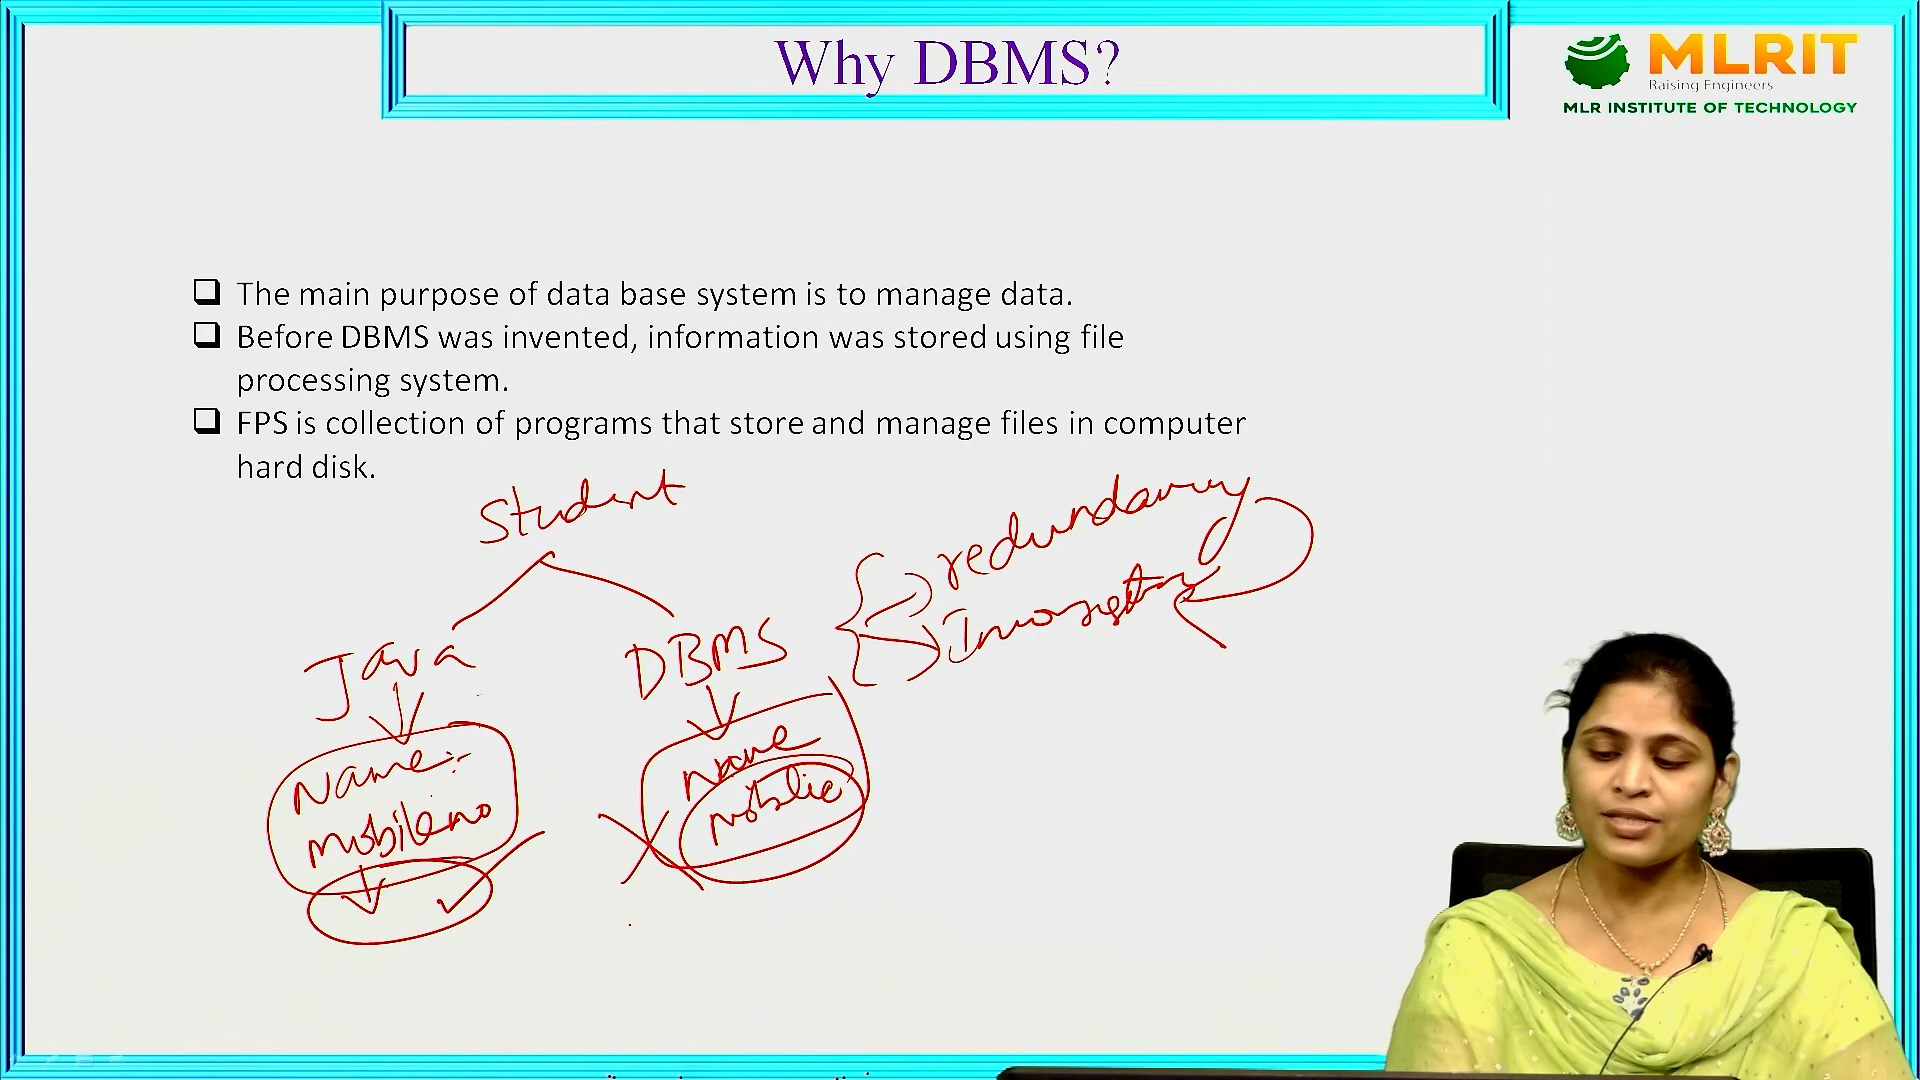 Why DBMS?
MLRIT
Raising Engineers
MLR INSTITUTE OF TECHNOLOGY
The main purpose of data base system is to manage data.
Before DBMS was invented, information was stored using file
processing system.
FPS is collection of programs that store and manage files in computer
hard disk.
Student
redundancy
Java
DBMS
Name:-
mobileno
name